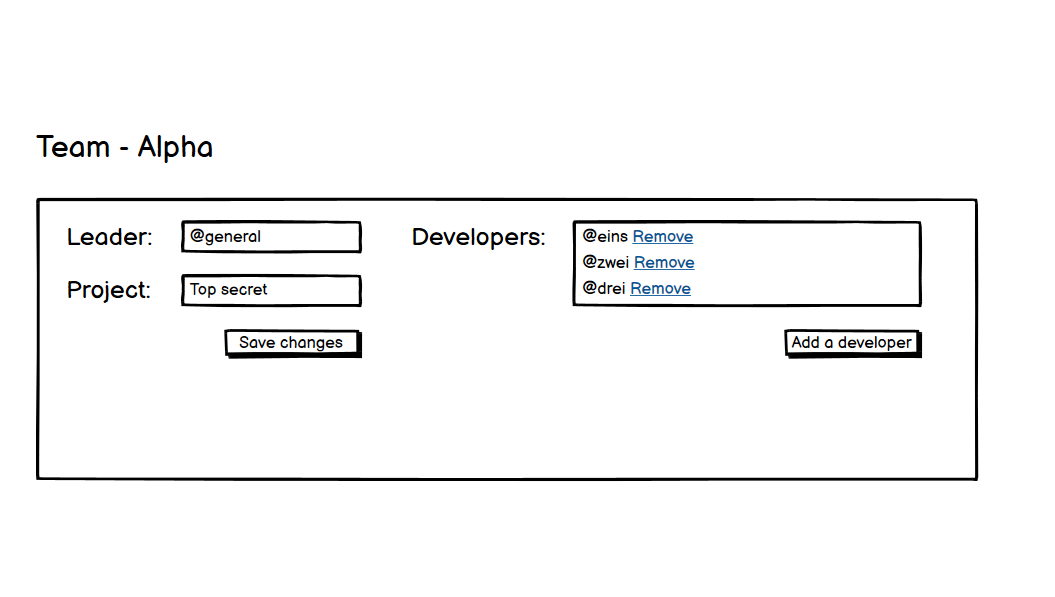 Team - Alpha
Leader:
@general
Project:
Top secret
Save changes
Developers:
@eins Remove
@zwei Remove
@drei Remove
Add a developer